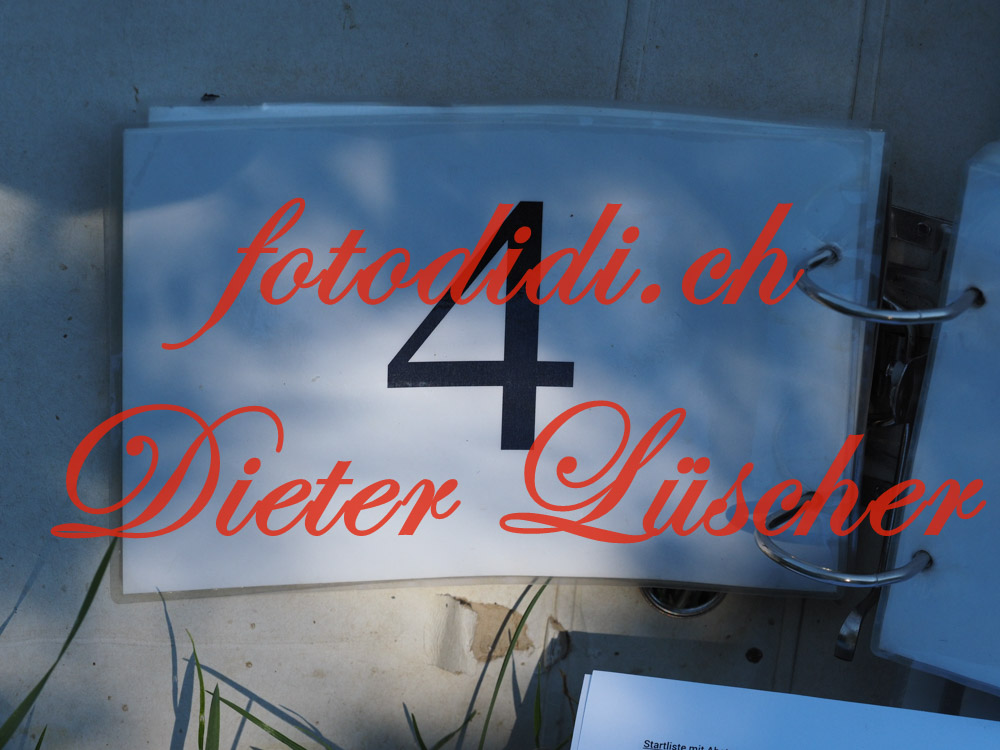 4
fotodidi.ch
Dieter Lüscher
Startliste mit